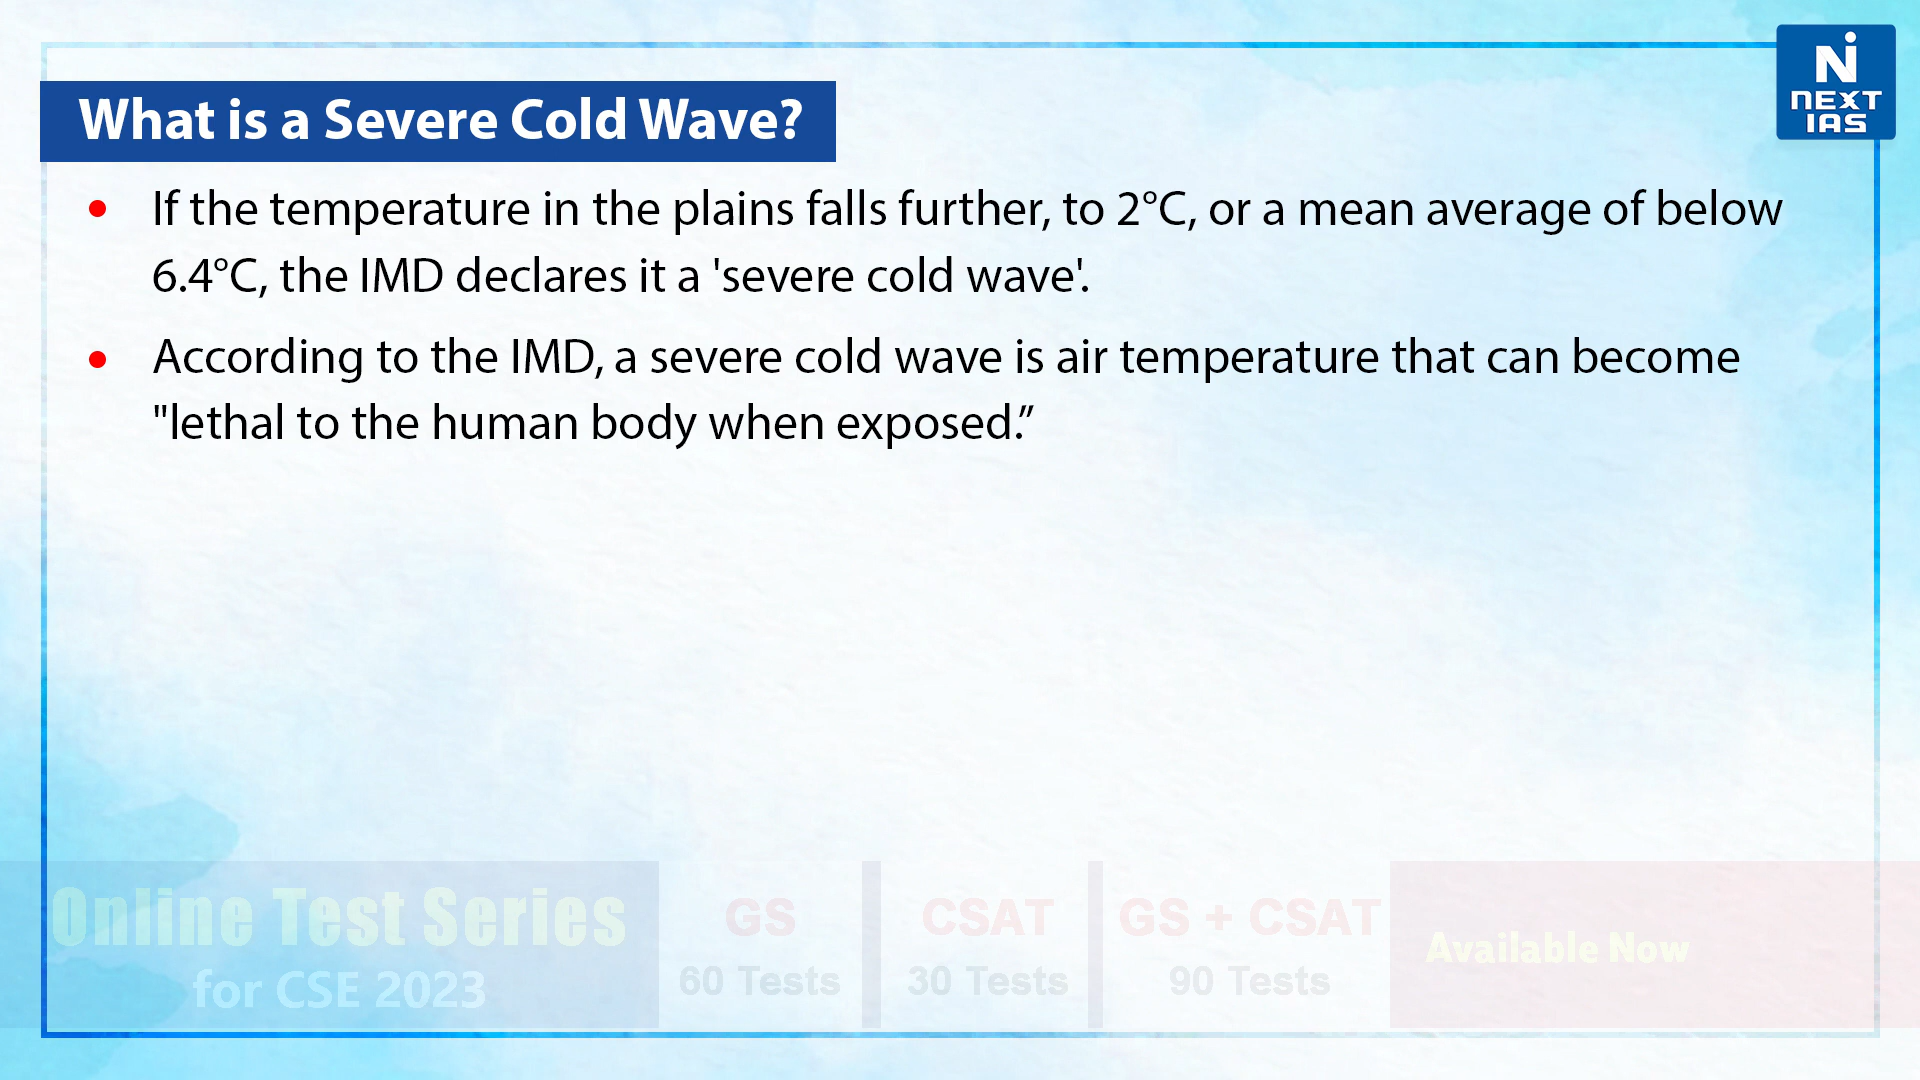 NEXT
IAS
What is a Severe Cold Wave?
• If the temperature in the plains falls further, to 2°C, or a mean average of below
6.4°C, the IMD declares it a 'severe cold wave'.
• According to the IMD, a severe cold wave is air temperature that can become
"lethal to the human body when exposed.”
Online Test Series
for CSE 2023
GS
60 Tests
CSAT
30 Tests
GS + CSAT
90 Tests
Available Now